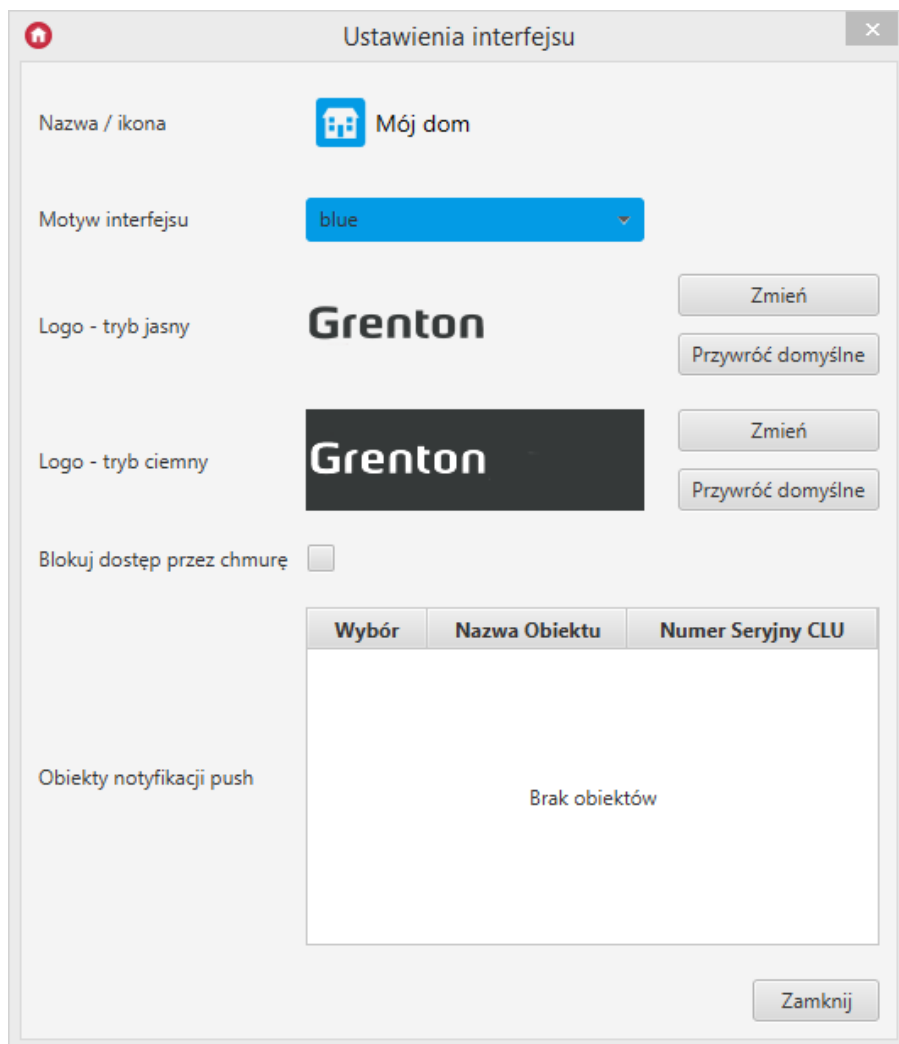 Ustawienia interfejsu
Nazwa / ikona
Mój dom
Motyw interfejsu
blue
Logo - tryb jasny
Grenton
Zmień
Przywróć domyślne
Logo - tryb ciemny
Grenton
Zmień
Przywróć domyślne
Blokuj dostęp przez chmurę
Wybór Nazwa Obiektu Numer Seryjny CLU
Obiekty notyfikacji push
Brak obiektów
Zamknij